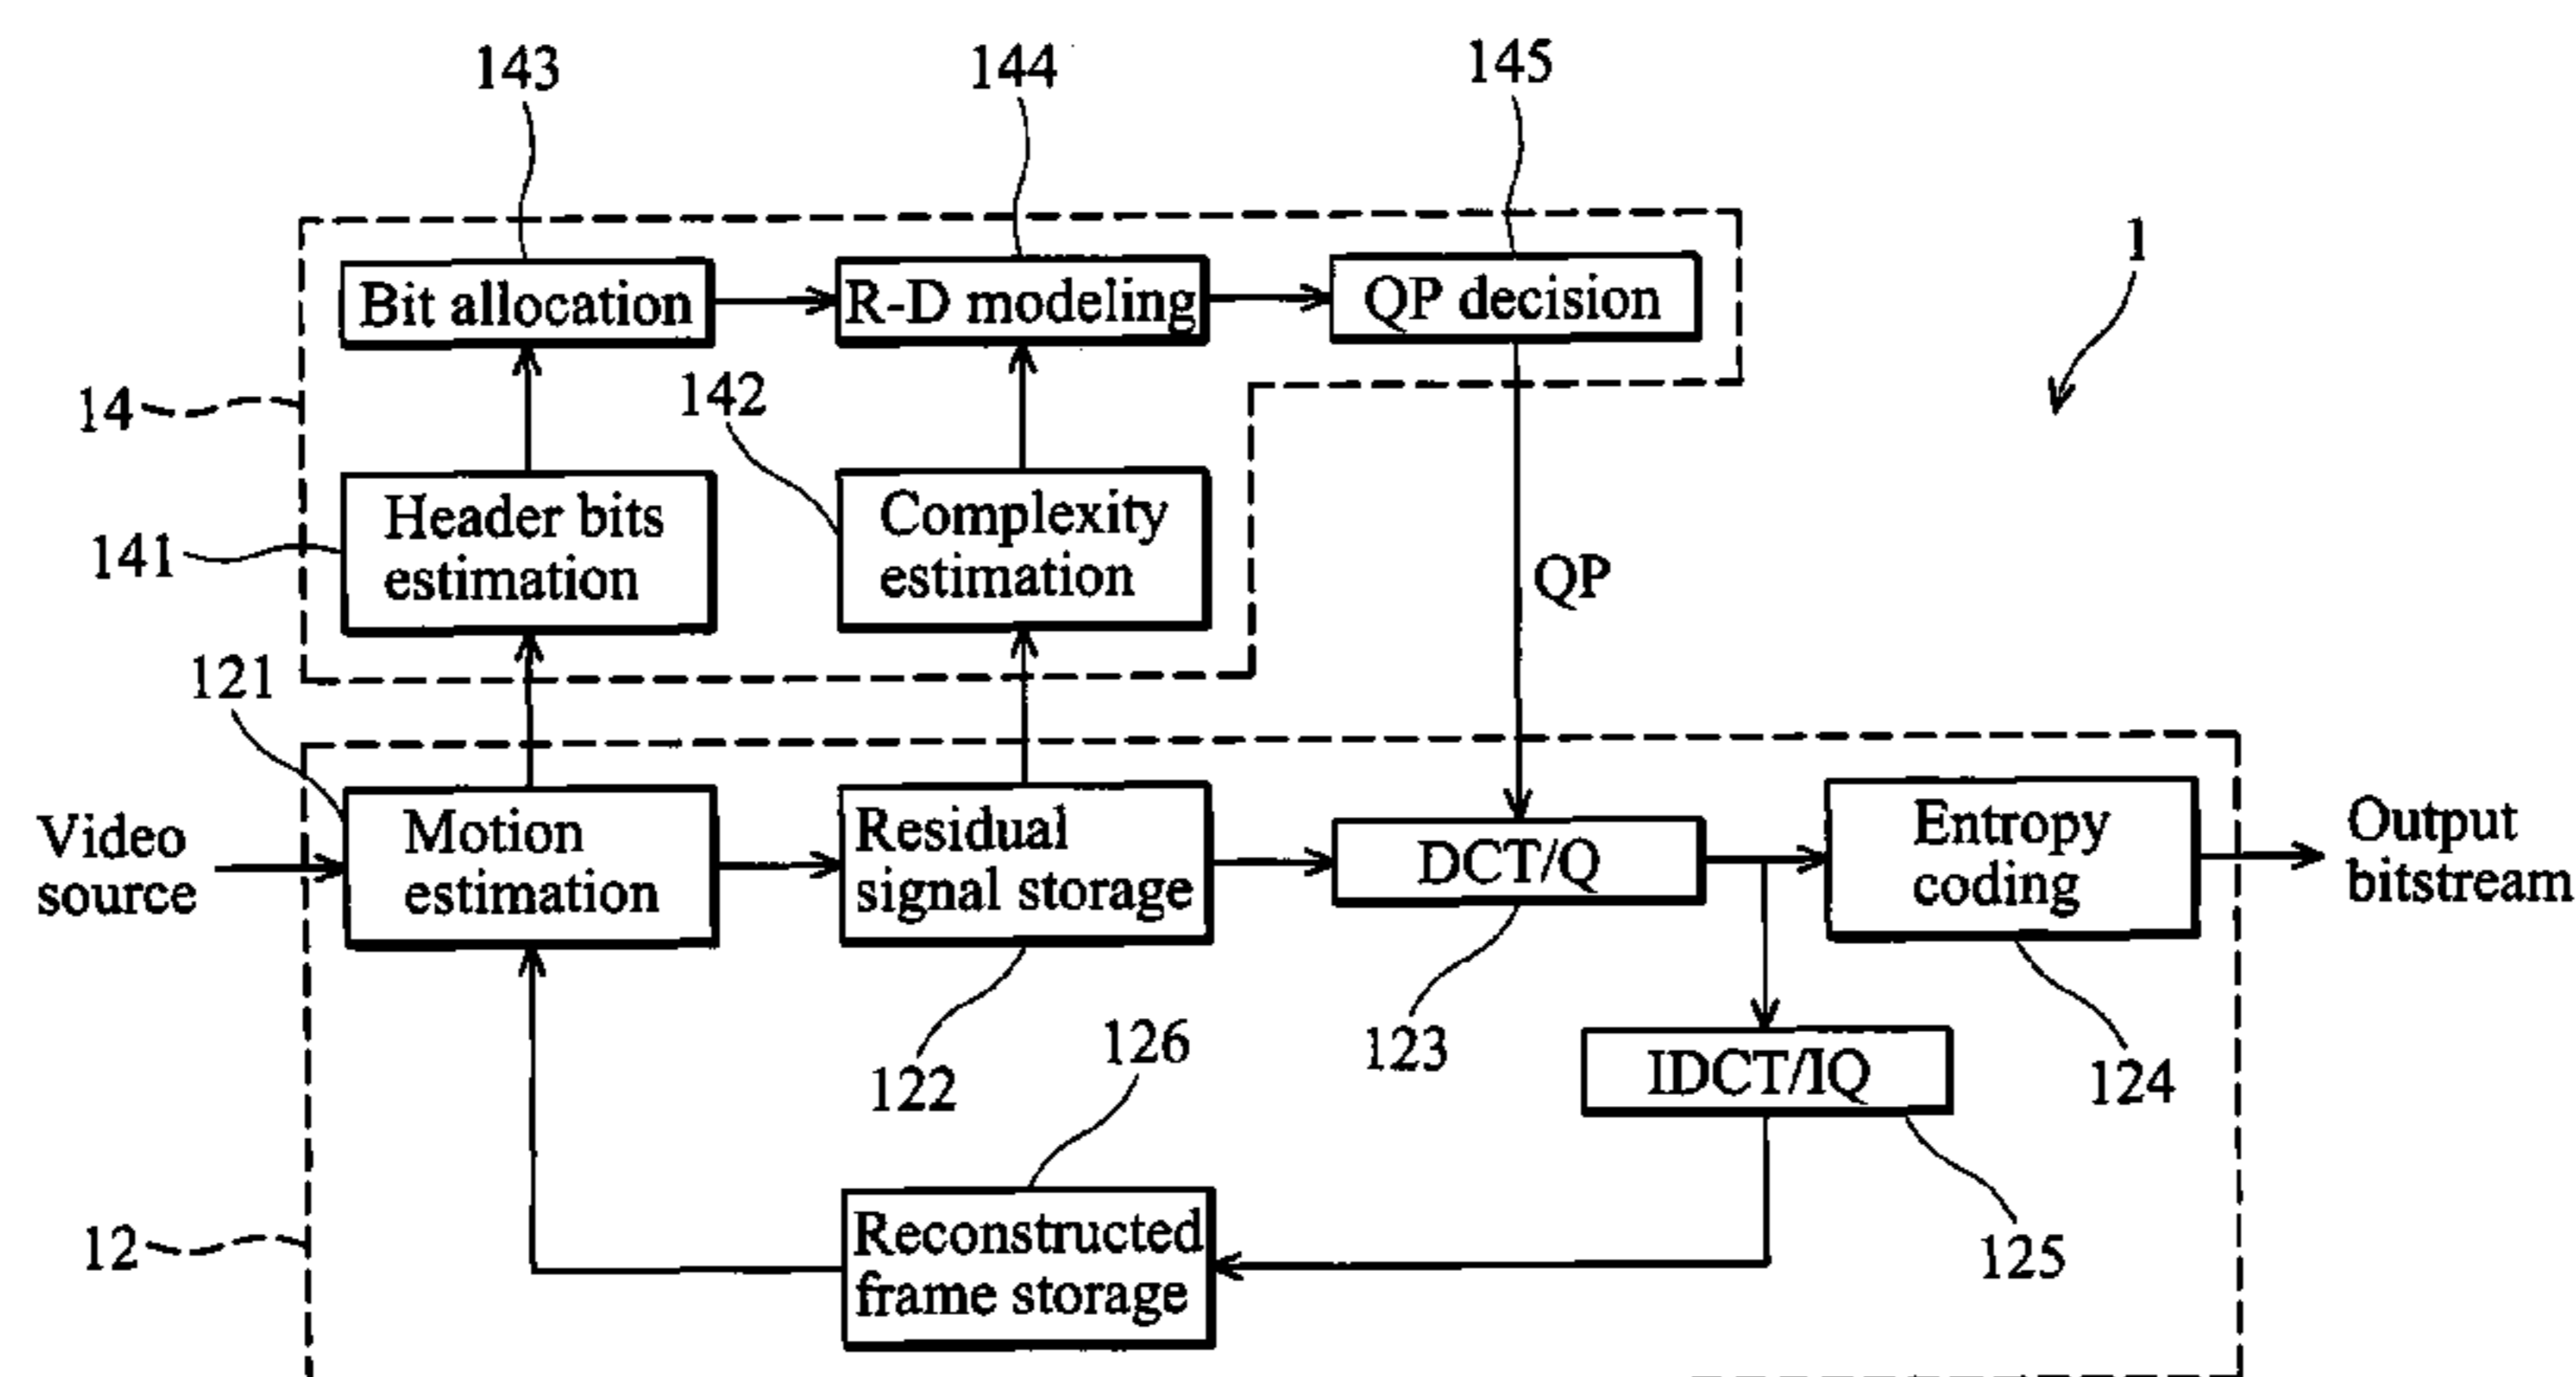 143
144
145
1
Bit allocation
R-D modeling
QP decision
14
142
Header bits
estimation
Complexity
estimation
141
QP
121
Video
source
Motion
estimation
Residual
signal storage
DCT/Q
Entropy
coding
Output
bitstream
126
123
122
IDCT/IQ
124
12
Reconstructed
frame storage
125